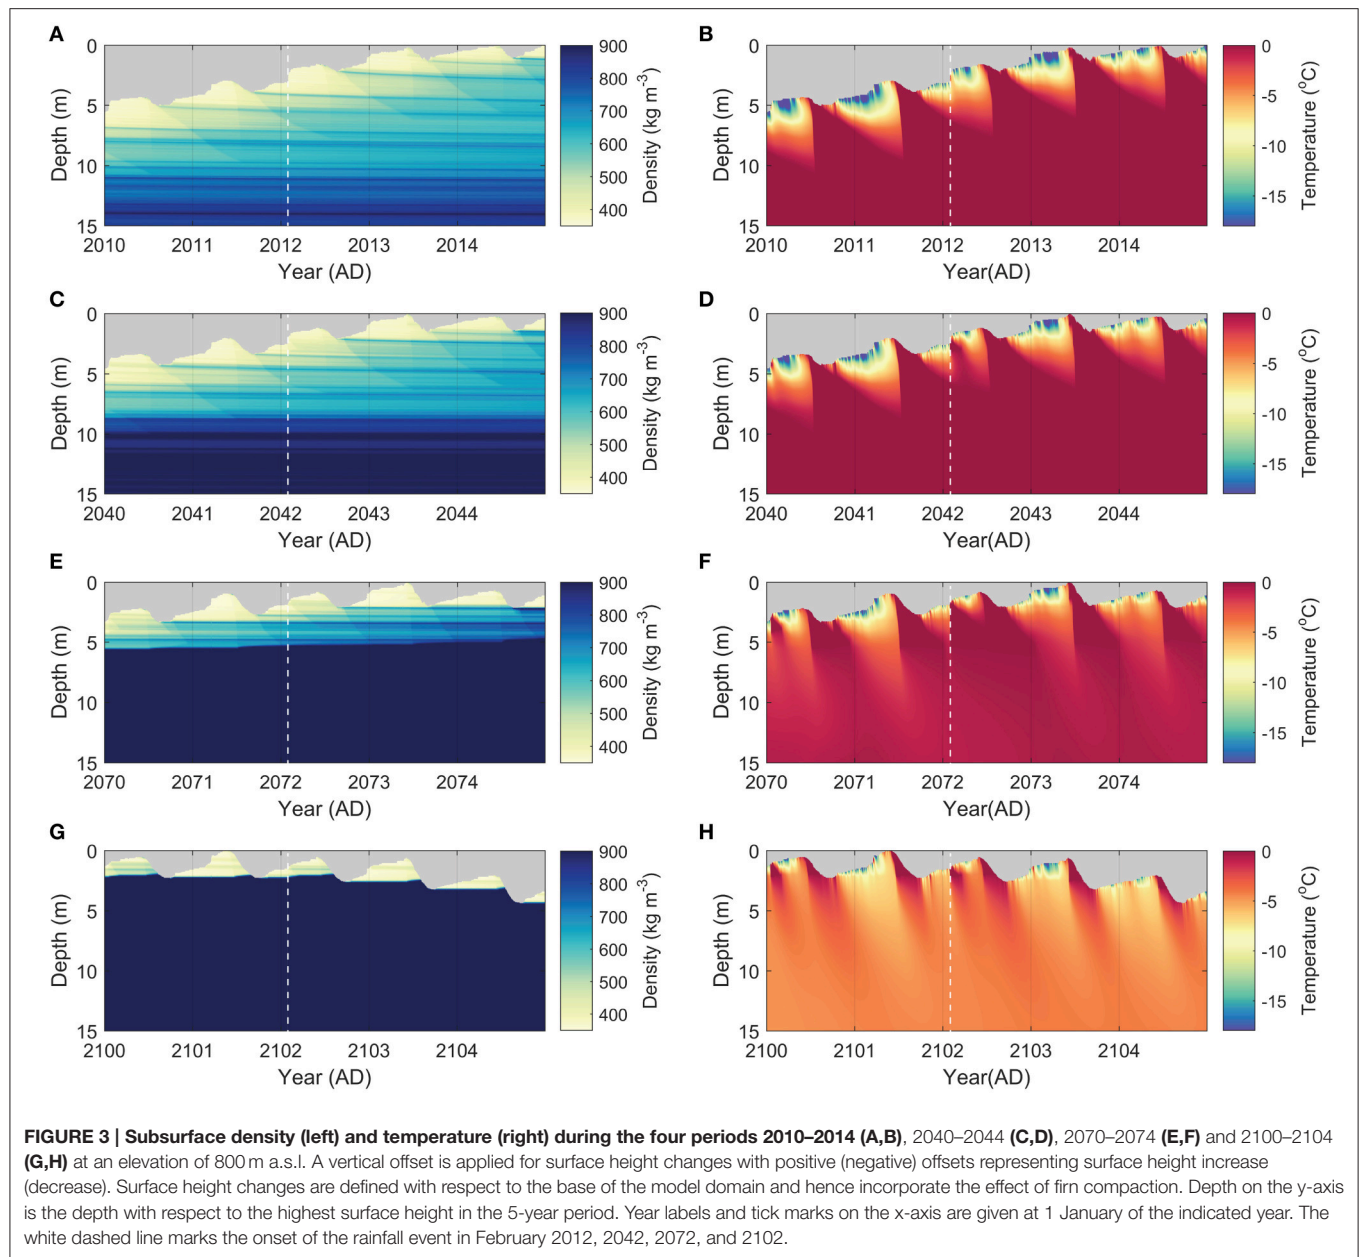 A
0
5
10
15
Depth (m)
2010 2011 2012 2013 2014
Year (AD)
900
800
700
600
500
400
Density (kg m⁻³)
B
0
5
10
15
Depth (m)
2010 2011 2012 2013 2014
Year(AD)
0
-5
-10
-15
Temperature (°C)
C
0
5
10
15
Depth (m)
2040 2041 2042 2043 2044
Year (AD)
900
800
700
600
500
400
Density (kg m⁻³)
D
0
5
10
15
Depth (m)
2040 2041 2042 2043 2044
Year(AD)
0
-5
-10
-15
Temperature (°C)
E
0
5
10
15
Depth (m)
2070 2071 2072 2073 2074
Year (AD)
900
800
700
600
500
400
Density (kg m⁻³)
F
0
5
10
15
Depth (m)
2070 2071 2072 2073 2074
Year(AD)
0
-5
-10
-15
Temperature (°C)
G
0
5
10
15
Depth (m)
2100 2101 2102 2103 2104
Year (AD)
900
800
700
600
500
400
Density (kg m⁻³)
H
0
5
10
15
Depth (m)
2100 2101 2102 2103 2104
Year(AD)
0
-5
-10
-15
Temperature (°C)
FIGURE 3 | Subsurface density (left) and temperature (right) during the four periods 2010–2014 (A,B), 2040–2044 (C,D), 2070–2074 (E,F) and 2100–2104
(G,H) at an elevation of 800 m a.s.l. A vertical offset is applied for surface height changes with positive (negative) offsets representing surface height increase
(decrease). Surface height changes are defined with respect to the base of the model domain and hence incorporate the effect of firn compaction. Depth on the y-axis
is the depth with respect to the highest surface height in the 5-year period. Year labels and tick marks on the x-axis are given at 1 January of the indicated year. The
white dashed line marks the onset of the rainfall event in February 2012, 2042, 2072, and 2102.